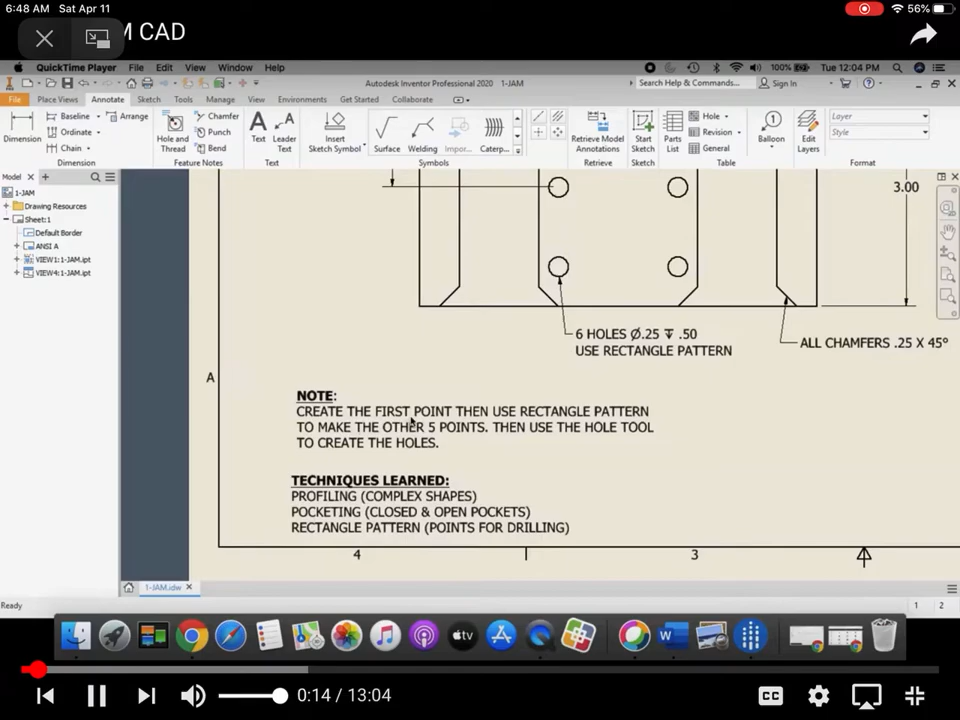 6:48 AM Sat Apr 11
56%
M CAD
QuickTime Player File Edit View Window Help
100% Tue 12:04 PM
Autodesk Inventor Professional 2020 1-JAM
Search Help & Commands...
Sign In
File Place Views Annotate Sketch Tools Manage View Environments Get Started Collaborate
Dimension
Baseline
Ordinate
Chain
Arrange
Dimension
Hole and Thread
Chamfer
Punch
Bend
Feature Notes
Text
Leader Text
Text
Insert Sketch Symbol
Surface
Welding
Impor...
Caterp...
Symbols
Retrieve Model Annotations
Retrieve
Start Sketch
Sketch
Parts List
Hole
Revision
General
Table
Balloon
1
Edit Layers
Layer
Style
Format
Model
1-JAM
Drawing Resources
Sheet:1
Default Border
ANSI A
VIEW1:1-JAM.ipt
VIEW4:1-JAM.ipt
3.00
6 HOLES Ø.25 ↧ .50
USE RECTANGLE PATTERN
ALL CHAMFERS .25 X 45°
A
NOTE:
CREATE THE FIRST POINT THEN USE RECTANGLE PATTERN
TO MAKE THE OTHER 5 POINTS. THEN USE THE HOLE TOOL
TO CREATE THE HOLES.
TECHNIQUES LEARNED:
PROFILING (COMPLEX SHAPES)
POCKETING (CLOSED & OPEN POCKETS)
RECTANGLE PATTERN (POINTS FOR DRILLING)
4 3
1-JAM.idw
Ready
1 2
tv
W
0:14 / 13:04
CC